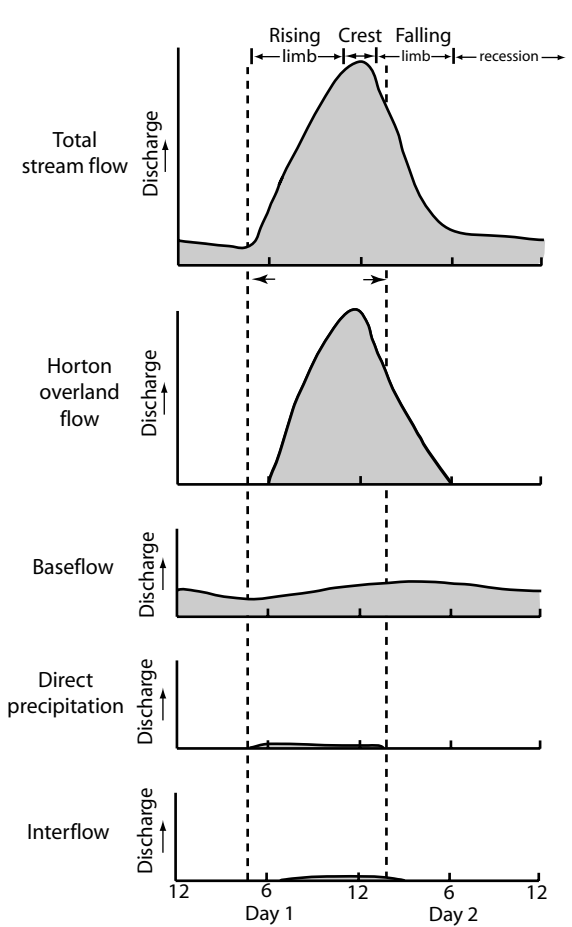 Rising Crest Falling
limb limb recession
Total
stream flow
Discharge
Horton
overland
flow
Discharge
Baseflow
Discharge
Direct
precipitation
Discharge
Interflow
Discharge
12 6 12 6 12
Day 1 Day 2